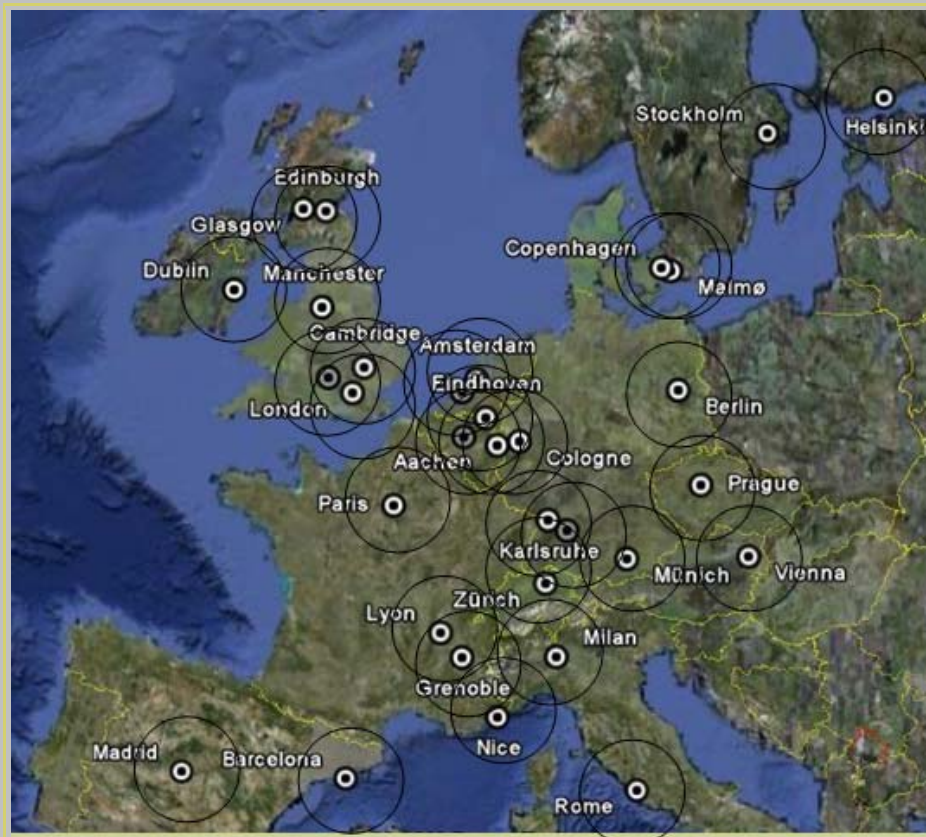 Stockholm
Helsinki
Edinburgh
Glasgow
Copenhagen
Dublin
Manchester
Malmø
Cambridge
Amsterdam
Eindhoven
London
Berlin
Aachen
Cologne
Paris
Prague
Karlsruhe
Münich
Vienna
Zürich
Lyon
Milan
Grenoble
Nice
Madrid
Barcelona
Rome